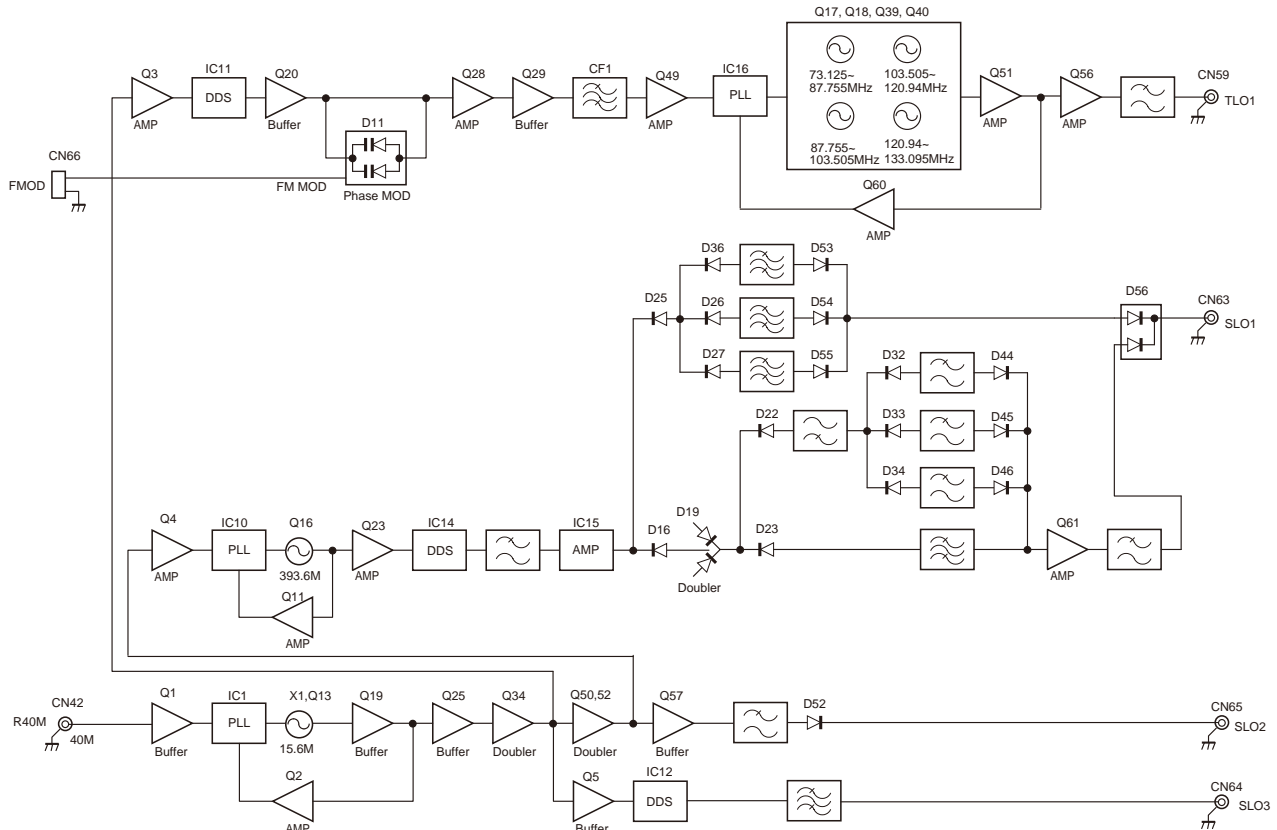 Q17, Q18, Q39, Q40
73.125~
87.755MHz
103.505~
120.94MHz
87.755~
103.505MHz
120.94~
133.095MHz
Q3
AMP
IC11
DDS
Q20
Buffer
D11
Phase MOD
Q28
AMP
Q29
Buffer
CF1
Q49
AMP
IC16
PLL
Q51
AMP
Q56
AMP
CN59
TLO1
CN66
FMOD
FM MOD
Q60
AMP
D36
D53
D25
D26
D54
D27
D55
D56
CN63
SLO1
D32
D44
D22
D33
D45
D34
D46
Q4
AMP
IC10
PLL
Q16
393.6M
Q11
AMP
Q23
AMP
IC14
DDS
IC15
AMP
D16
D19
Doubler
D23
Q61
AMP
CN42
R40M
40M
Q1
Buffer
IC1
PLL
X1,Q13
15.6M
Q19
Buffer
Q25
Buffer
Q34
Doubler
Q50,52
Doubler
Q57
Buffer
D52
CN65
SLO2
Q2
AMP
Q5
Buffer
IC12
DDS
CN64
SLO3